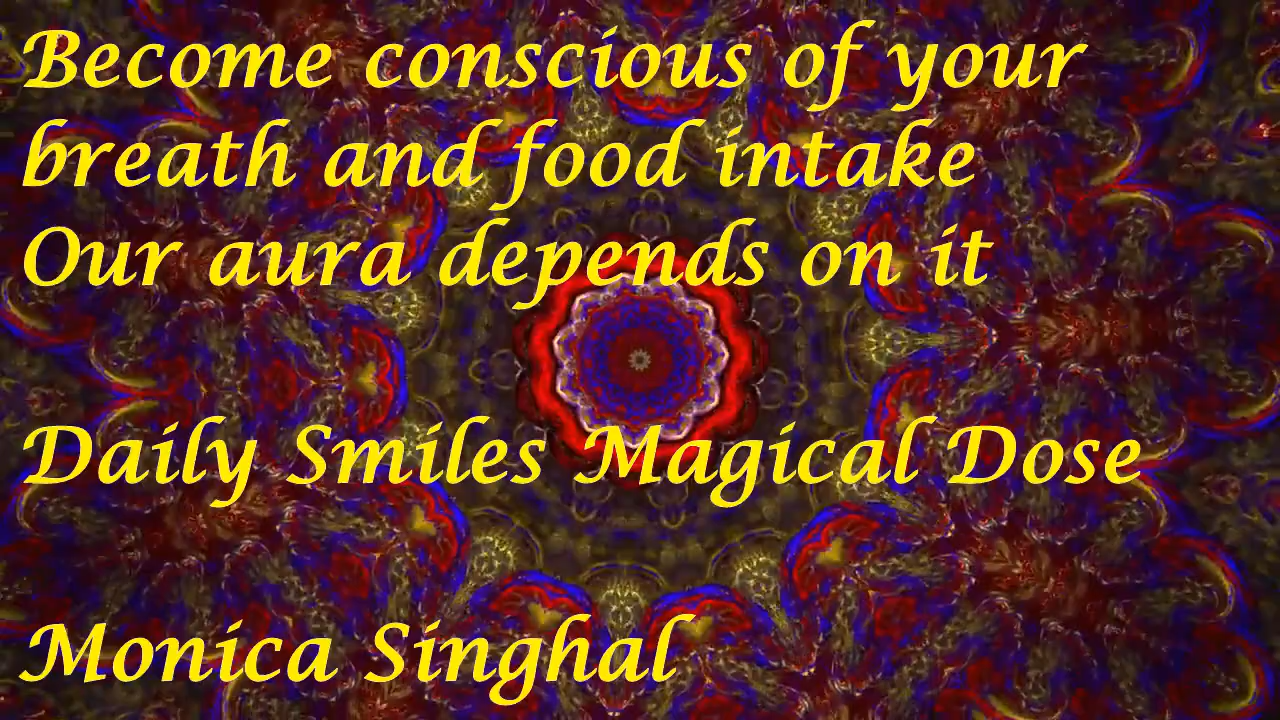 Become conscious of your
breath and food intake
Our aura depends on it
Daily Smiles Magical Dose
Monica Singhal